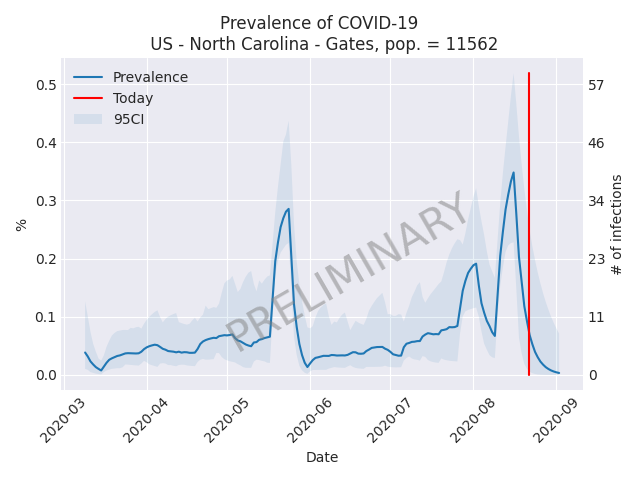 Prevalence of COVID-19
US - North Carolina - Gates, pop. = 11562
Prevalence
Today
95CI
PRELIMINARY
%
0.5
0.4
0.3
0.2
0.1
0.0
57
46
34
23
11
0
# of infections
2020-03
2020-04
2020-05
2020-06
2020-07
2020-08
2020-09
Date